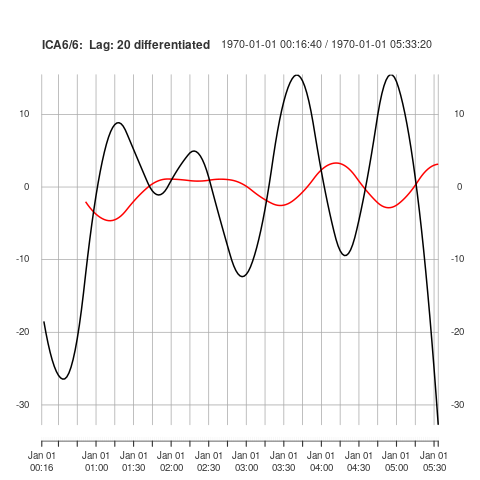 ICA6/6:  Lag: 20 differentiated 1970-01-01 00:16:40 / 1970-01-01 05:33:20
10 10
0 0
-10 -10
-20 -20
-30 -30
Jan 01 Jan 01 Jan 01 Jan 01 Jan 01 Jan 01 Jan 01 Jan 01 Jan 01 Jan 01 Jan 01
00:16 01:00 01:30 02:00 02:30 03:00 03:30 04:00 04:30 05:00 05:30